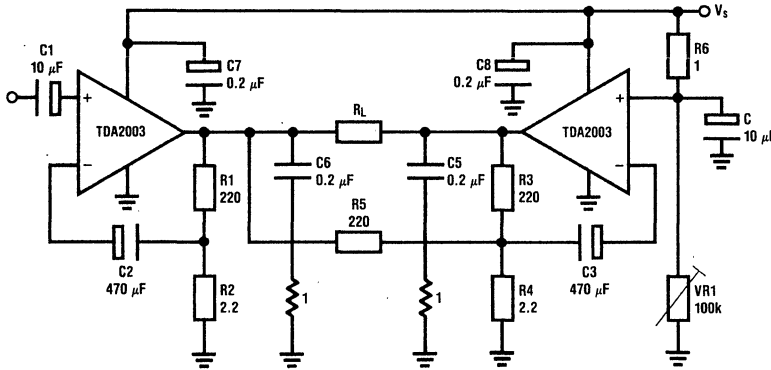 Vs
C1
10 µF
+
TDA2003
−
C7
0.2 µF
C8
0.2 µF
R6
1
+
TDA2003
−
C
10 µF
RL
R1
220
C6
0.2 µF
C5
0.2 µF
R3
220
R5
220
C2
470 µF
R2
2.2
1
1
R4
2.2
C3
470 µF
VR1
100k